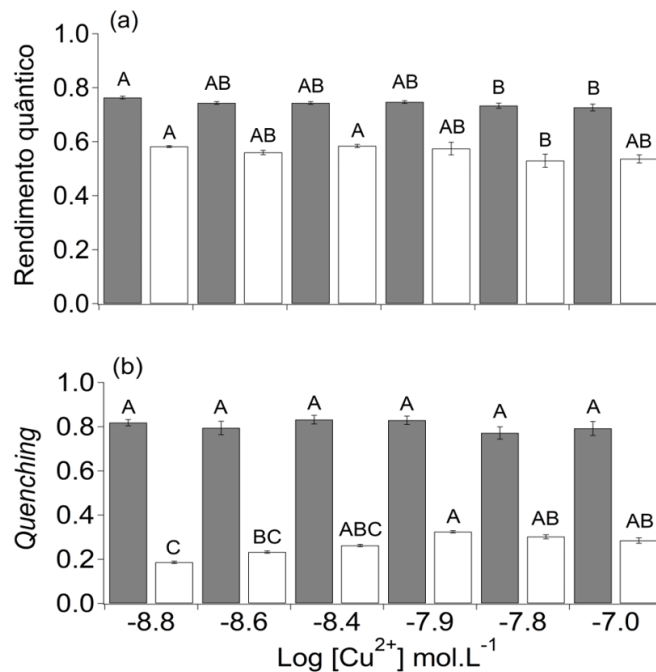 (a)
1.0
0.8
0.6
0.4
0.2
0.0
Rendimento quântico
A AB AB AB B B
A AB A AB B AB
(b)
1.0
0.8
0.6
0.4
0.2
0.0
Quenching
A A A A A A
C BC ABC A AB AB
-8.8 -8.6 -8.4 -7.9 -7.8 -7.0
Log [Cu²⁺] mol.L⁻¹